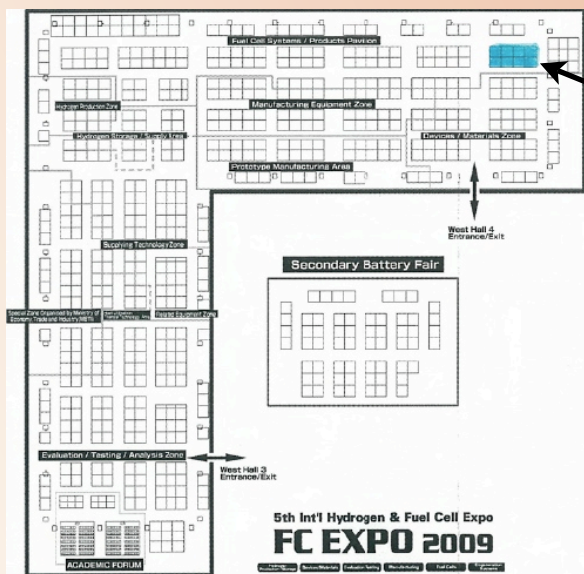 Fuel Cell Systems / Products Pavilion
Hydrogen Production Zone
Manufacturing Equipment Zone
Hydrogen Storage / Supply Area
Devices / Materials Zone
Prototype Manufacturing Area
West Hall 4
Entrance/Exit
Supplying Technology Zone
Secondary Battery Fair
Special Zone Organized by Ministry of
Economy, Trade and Industry (METI)
Related Equipment Zone
Evaluation / Testing / Analysis Zone
West Hall 3
Entrance/Exit
5th Int'l Hydrogen & Fuel Cell Expo
FC EXPO 2009
ACADEMIC FORUM